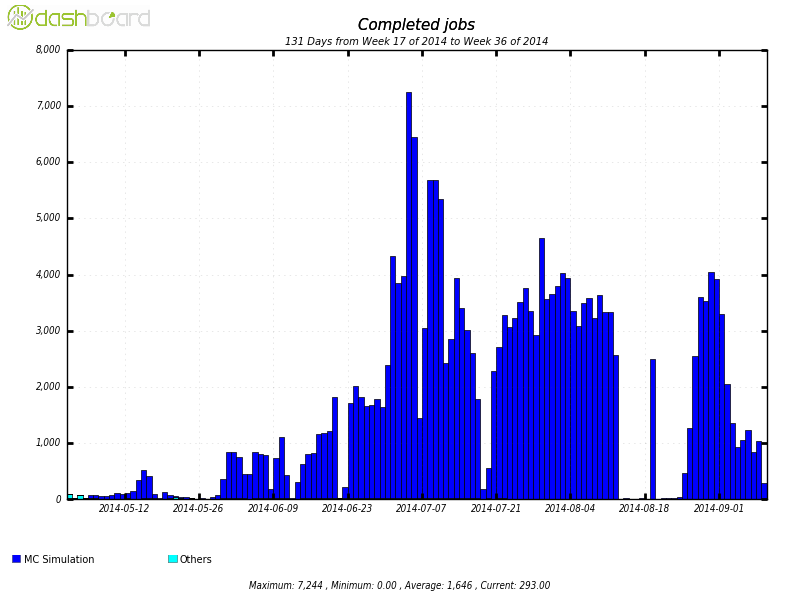 dashboard
Completed jobs
131 Days from Week 17 of 2014 to Week 36 of 2014
8,000
7,000
6,000
5,000
4,000
3,000
2,000
1,000
0
2014-05-12 2014-05-26 2014-06-09 2014-06-23 2014-07-07 2014-07-21 2014-08-04 2014-08-18 2014-09-01
MC Simulation Others
Maximum: 7,244 , Minimum: 0.00 , Average: 1,646 , Current: 293.00